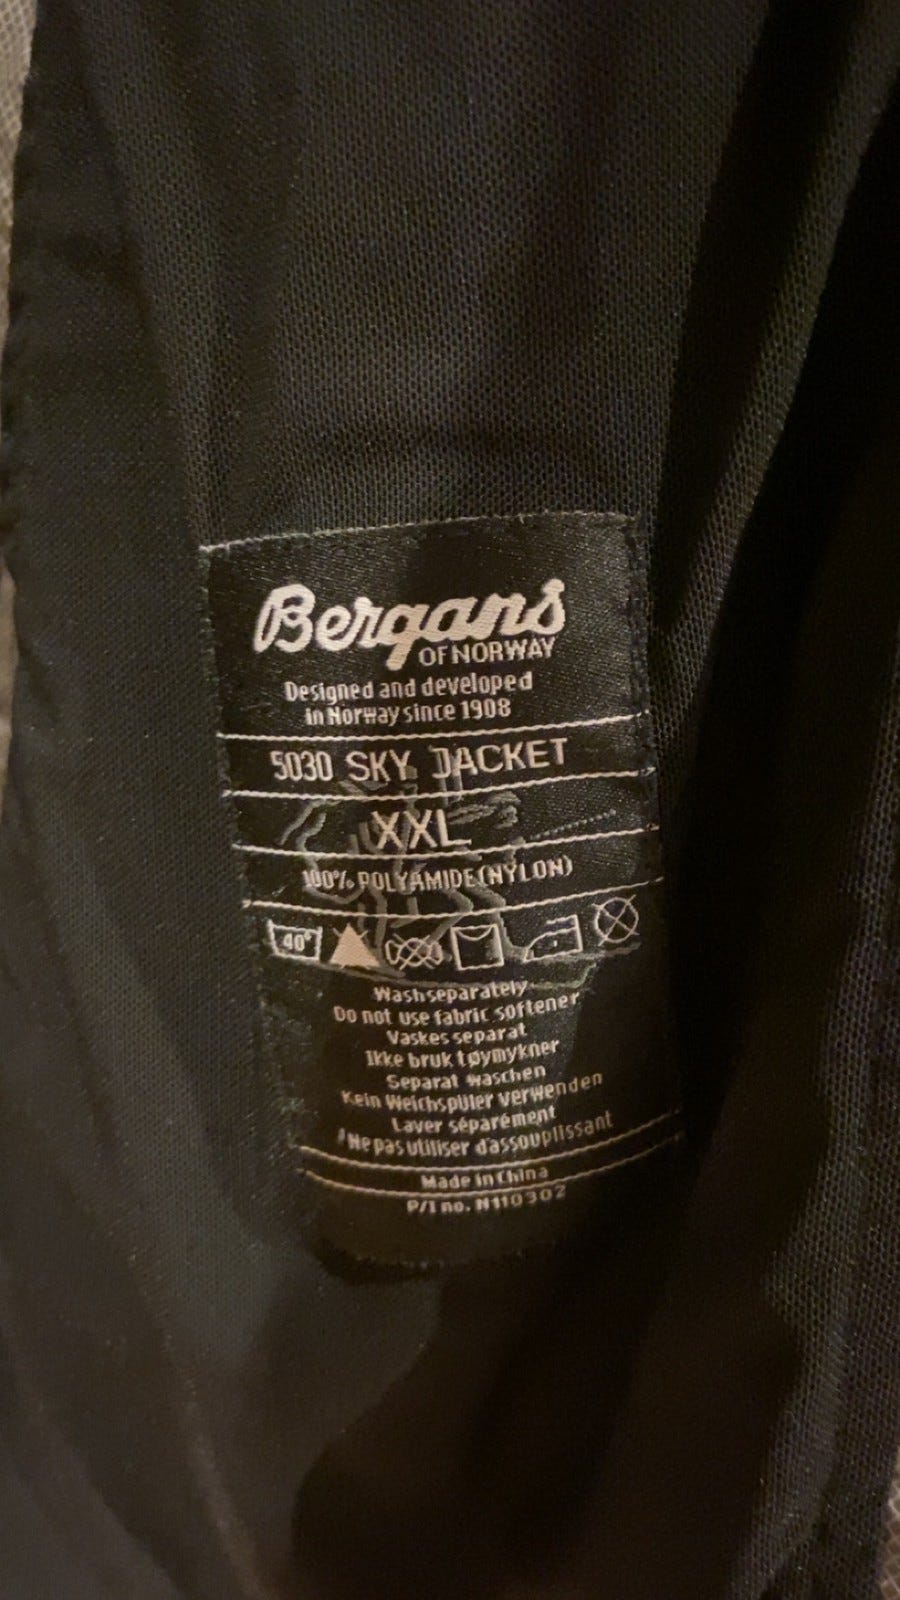 Bergans
OF NORWAY
Designed and developed
in Norway since 1908
5030 SKY JACKET
XXL
100% POLYAMIDE (NYLON)
40°
Wash separately
Do not use fabric softener
Vaskes separat
Ikke bruk tøymykner
Separat waschen
Kein Weichspüler verwenden
Laver séparément
Ne pas utiliser d'assouplissant
Made in China
P/I no. N110302